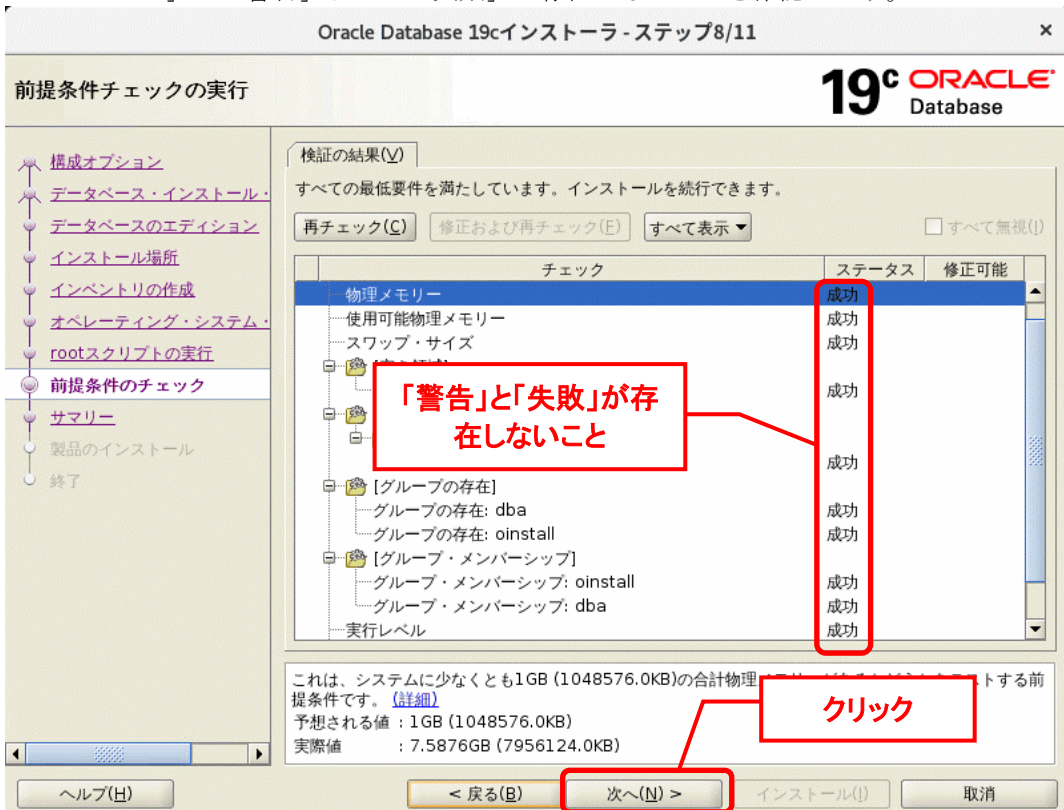 Oracle Database 19cインストーラ - ステップ8/11
×
前提条件チェックの実行
19c ORACLE
Database
構成オプション
データベース・インストール・
データベースのエディション
インストール場所
インベントリの作成
オペレーティング・システム・
rootスクリプトの実行
前提条件のチェック
サマリー
製品のインストール
終了
検証の結果(V)
すべての最低要件を満たしています。インストールを続行できます。
再チェック(C) 修正および再チェック(F) すべて表示 すべて無視(I)
チェック ステータス 修正可能
物理メモリー 成功
使用可能物理メモリー 成功
スワップ・サイズ 成功
成功
「警告」と「失敗」が存
在しないこと
成功
[グループの存在]
グループの存在: dba 成功
グループの存在: oinstall 成功
[グループ・メンバーシップ]
グループ・メンバーシップ: oinstall 成功
グループ・メンバーシップ: dba 成功
実行レベル 成功
これは、システムに少なくとも1GB (1048576.0KB)の合計物理
トする前
提条件です。 (詳細)
予想される値 : 1GB (1048576.0KB)
実際値 : 7.5876GB (7956124.0KB)
クリック
ヘルプ(H) < 戻る(B) 次へ(N) > インストール(I) 取消